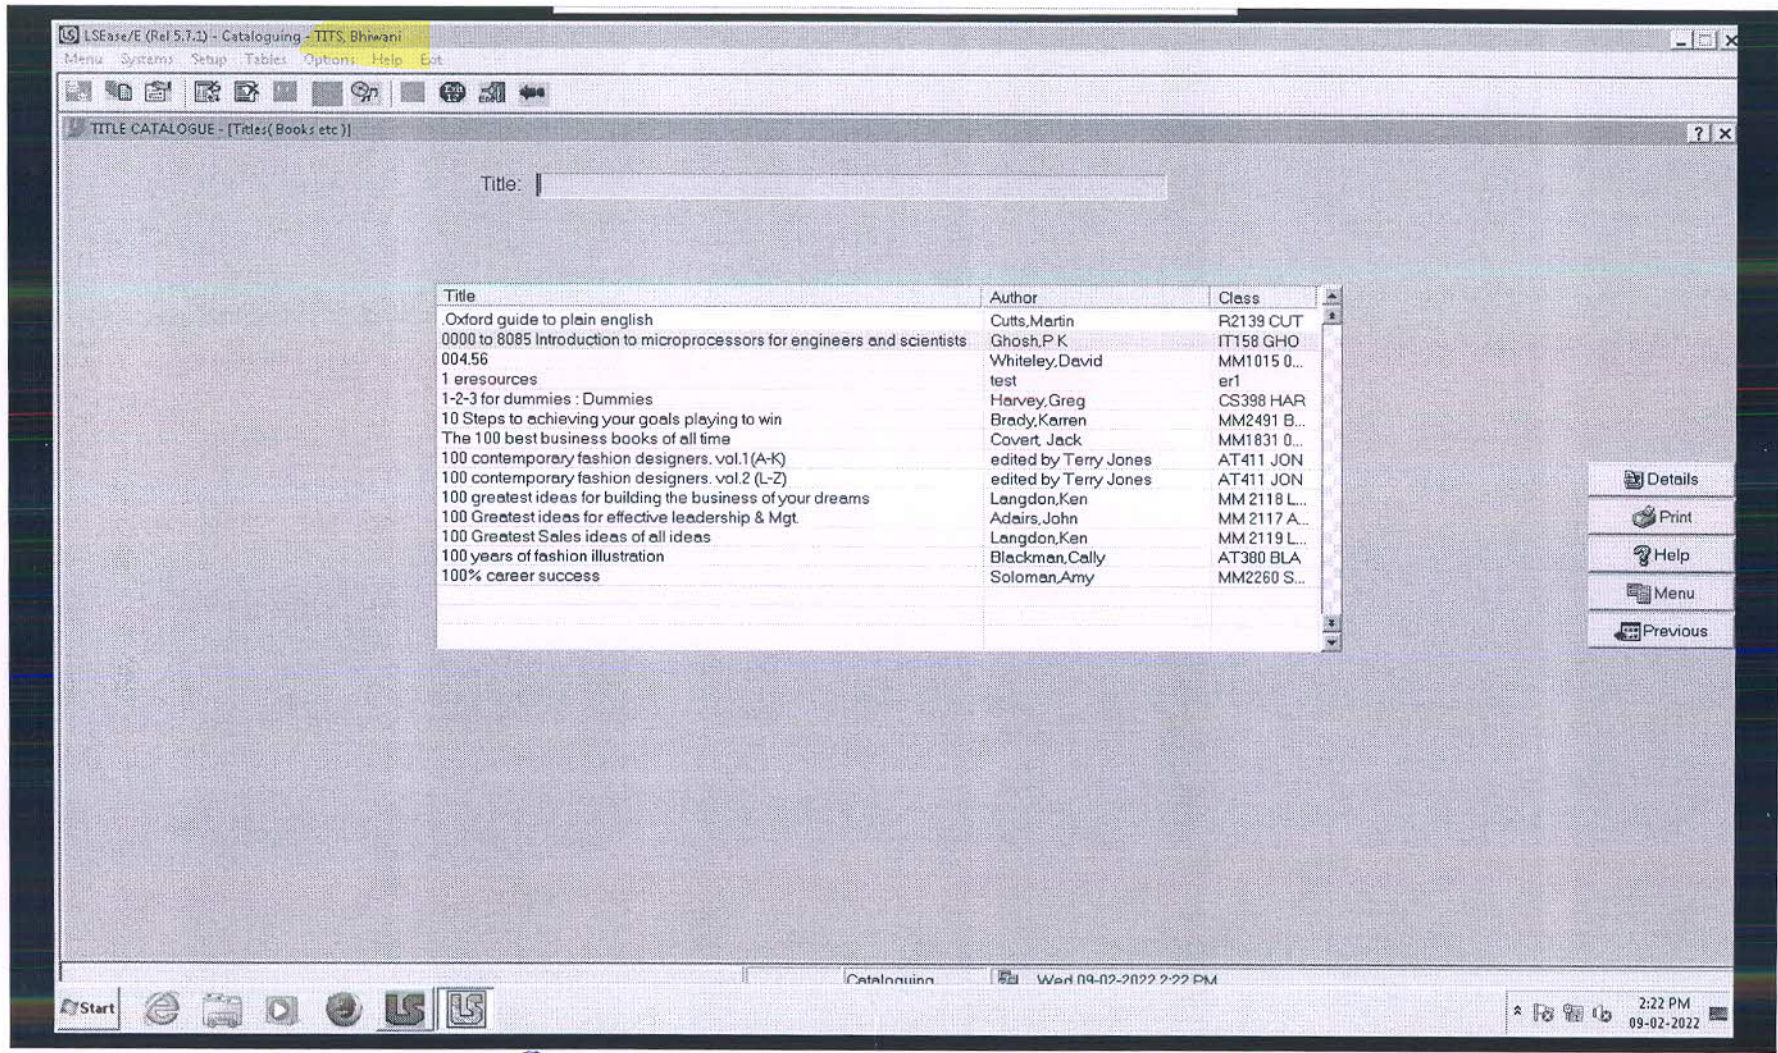 LSEase/E (Rel 5.7.1) - Cataloguing - TITS, Bhiwani
Menu Systems Setup Tables Options Help Exit
TITLE CATALOGUE - [Titles( Books etc )]
Title:
Title Author Class
.Oxford guide to plain english Cutts,Martin R2139 CUT
0000 to 8085 Introduction to microprocessors for engineers and scientists Ghosh,P K IT158 GHO
004.56 Whiteley,David MM1015 0...
1 eresources test er1
1-2-3 for dummies : Dummies Harvey,Greg CS398 HAR
10 Steps to achieving your goals playing to win Brady,Karren MM2491 B...
The 100 best business books of all time Covert, Jack MM1831 0...
100 contemporary fashion designers. vol.1(A-K) edited by Terry Jones AT411 JON
100 contemporary fashion designers. vol.2 (L-Z) edited by Terry Jones AT411 JON
100 greatest ideas for building the business of your dreams Langdon,Ken MM 2118 L...
100 Greatest ideas for effective leadership & Mgt. Adairs,John MM 2117 A...
100 Greatest Sales ideas of all ideas Langdon,Ken MM 2119 L...
100 years of fashion illustration Blackman,Cally AT380 BLA
100% career success Soloman,Amy MM2260 S...
Details
Print
Help
Menu
Previous
Cataloguing Wed 09-02-2022 2:22 PM
Start
LS
LS
2:22 PM
09-02-2022